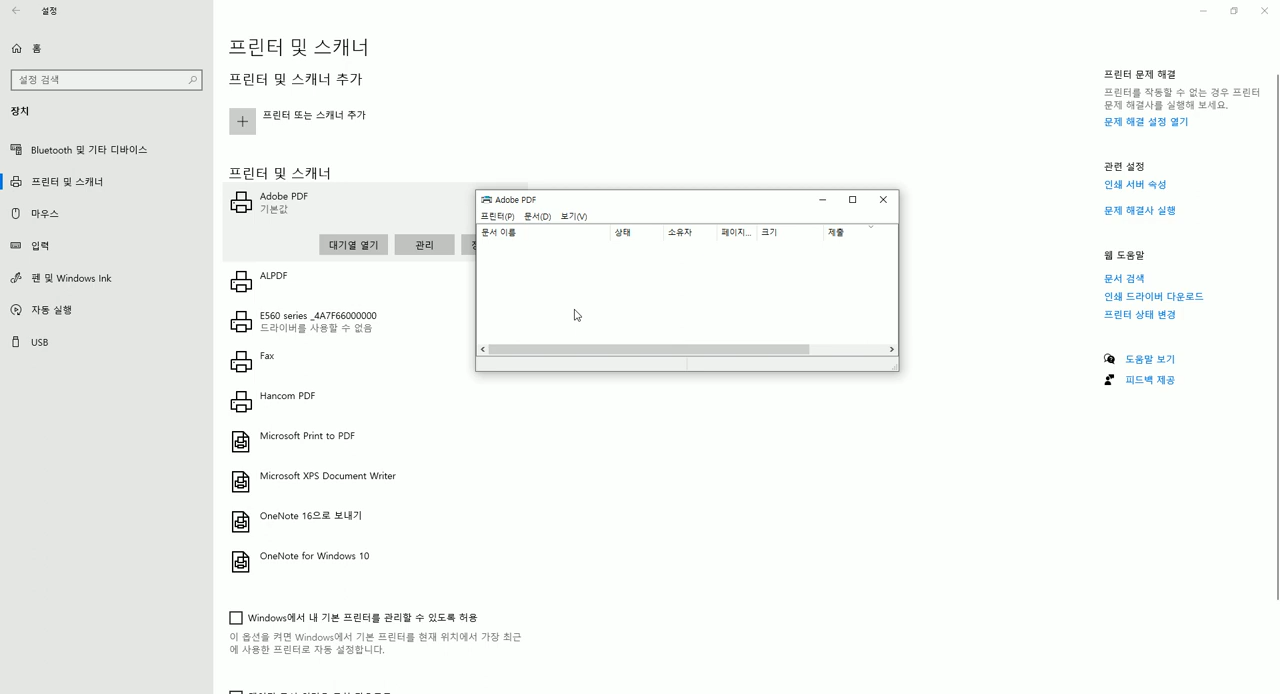 설정
홈
설정 검색
장치
Bluetooth 및 기타 디바이스
프린터 및 스캐너
마우스
입력
펜 및 Windows Ink
자동 실행
USB
프린터 및 스캐너
프린터 및 스캐너 추가
프린터 또는 스캐너 추가
프린터 및 스캐너
Adobe PDF
기본값
대기열 열기
관리
ALPDF
E560 series _4A7F66000000
드라이버를 사용할 수 없음
Fax
Hancom PDF
Microsoft Print to PDF
Microsoft XPS Document Writer
OneNote 16으로 보내기
OneNote for Windows 10
Windows에서 내 기본 프린터를 관리할 수 있도록 허용
이 옵션을 켜면 Windows에서 기본 프린터를 현재 위치에서 가장 최근
에 사용한 프린터로 자동 설정합니다.
Adobe PDF
프린터(P) 문서(D) 보기(V)
문서 이름 상태 소유자 페이지... 크기 제출
프린터 문제 해결
프린터를 작동할 수 없는 경우 프린터
문제 해결사를 실행해 보세요.
문제 해결 설정 열기
관련 설정
인쇄 서버 속성
문제 해결사 실행
웹 도움말
문서 검색
인쇄 드라이버 다운로드
프린터 상태 변경
도움말 보기
피드백 제공